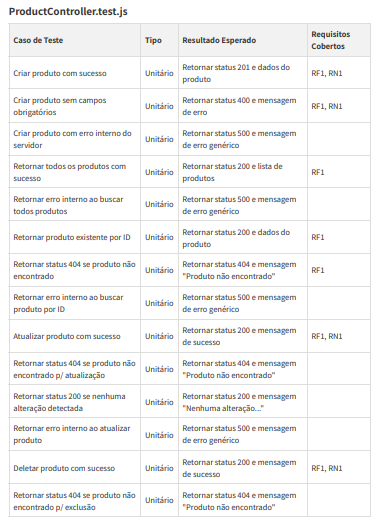 ProductController.test.js
Caso de Teste | Tipo | Resultado Esperado | Requisitos Cobertos
Criar produto com sucesso | Unitário | Retornar status 201 e dados do produto | RF1, RN1
Criar produto sem campos obrigatórios | Unitário | Retornar status 400 e mensagem de erro | RF1, RN1
Criar produto com erro interno do servidor | Unitário | Retornar status 500 e mensagem de erro genérico
Retornar todos os produtos com sucesso | Unitário | Retornar status 200 e lista de produtos | RF1
Retornar erro interno ao buscar todos produtos | Unitário | Retornar status 500 e mensagem de erro genérico
Retornar produto existente por ID | Unitário | Retornar status 200 e dados do produto | RF1
Retornar status 404 se produto não encontrado | Unitário | Retornar status 404 e mensagem "Produto não encontrado" | RF1
Retornar erro interno ao buscar produto por ID | Unitário | Retornar status 500 e mensagem de erro genérico
Atualizar produto com sucesso | Unitário | Retornar status 200 e mensagem de sucesso | RF1, RN1
Retornar status 404 se produto não encontrado p/ atualização | Unitário | Retornar status 404 e mensagem "Produto não encontrado"
Retornar status 200 se nenhuma alteração detectada | Unitário | Retornar status 200 e mensagem "Nenhuma alteração..."
Retornar erro interno ao atualizar produto | Unitário | Retornar status 500 e mensagem de erro genérico
Deletar produto com sucesso | Unitário | Retornar status 200 e mensagem de sucesso | RF1, RN1
Retornar status 404 se produto não encontrado p/ exclusão | Unitário | Retornar status 404 e mensagem "Produto não encontrado"